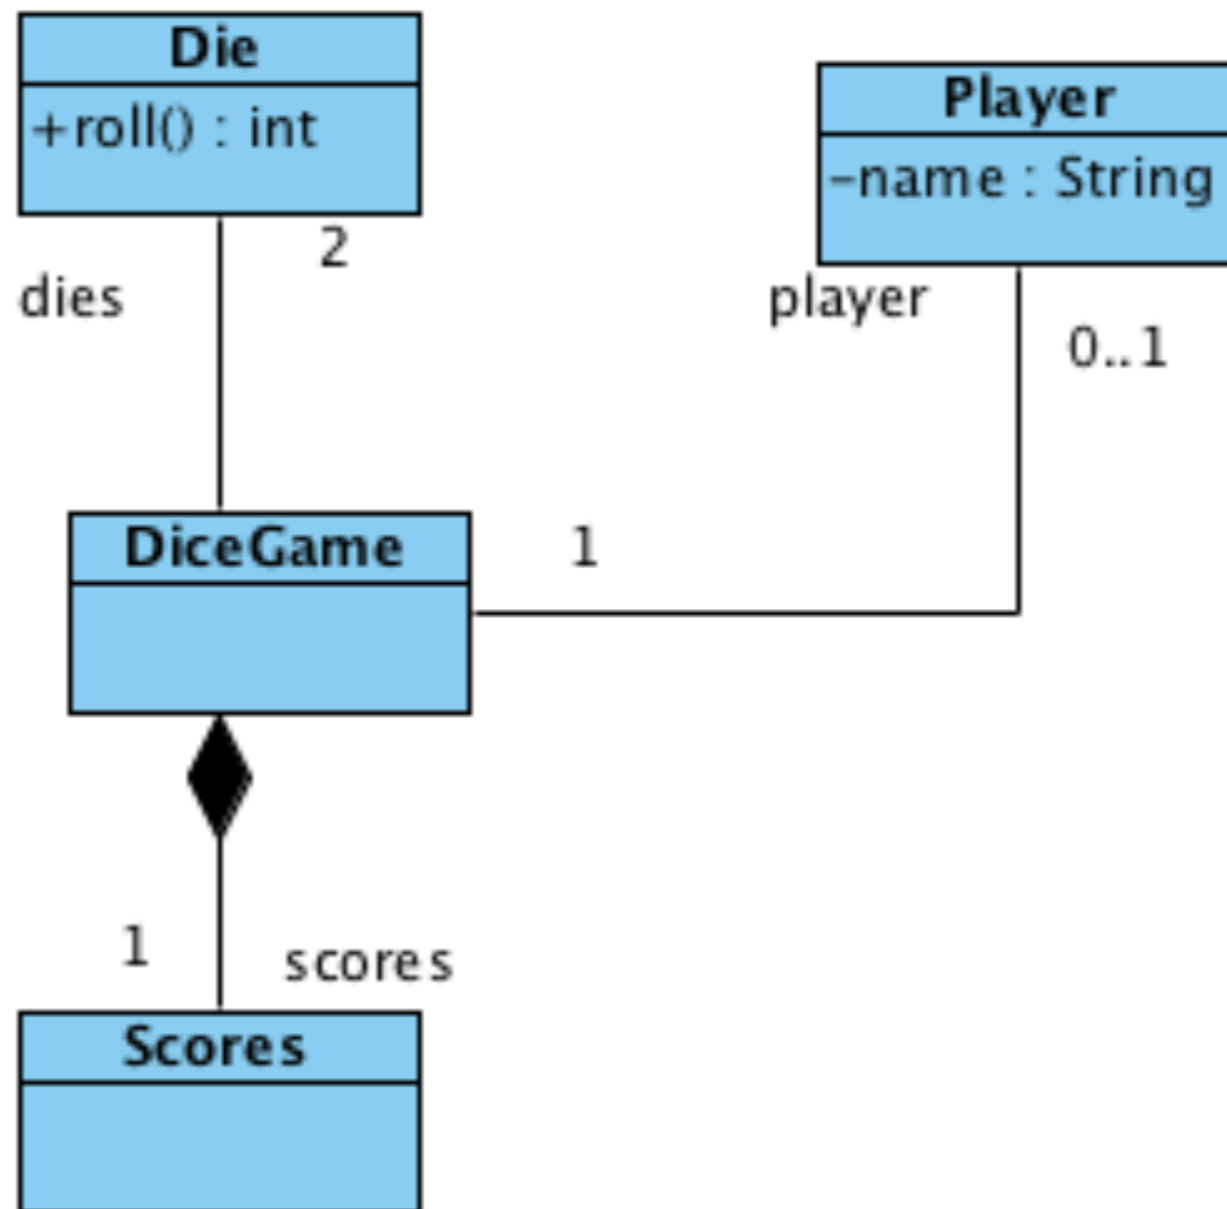 Die
+roll() : int
2
dies
Player
-name : String
player
0..1
DiceGame
1
1
scores
Scores